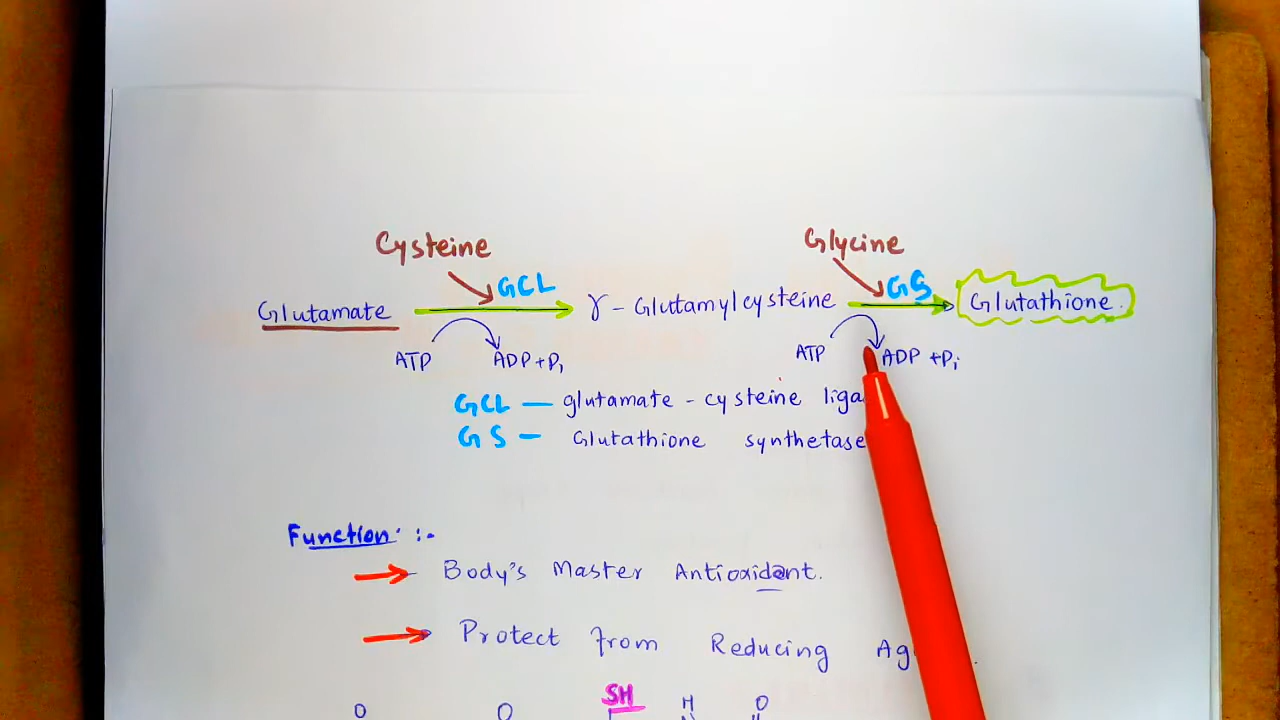 Cysteine Glycine
Glutamate GCL γ - Glutamylcysteine GS Glutathione.
ATP ADP + Pi ATP ADP + Pi
GCL — glutamate - cysteine liga
GS — Glutathione synthetase
Function :-
Body's Master Antioxidant.
Protect from Reducing Ag
SH
O O H O
N